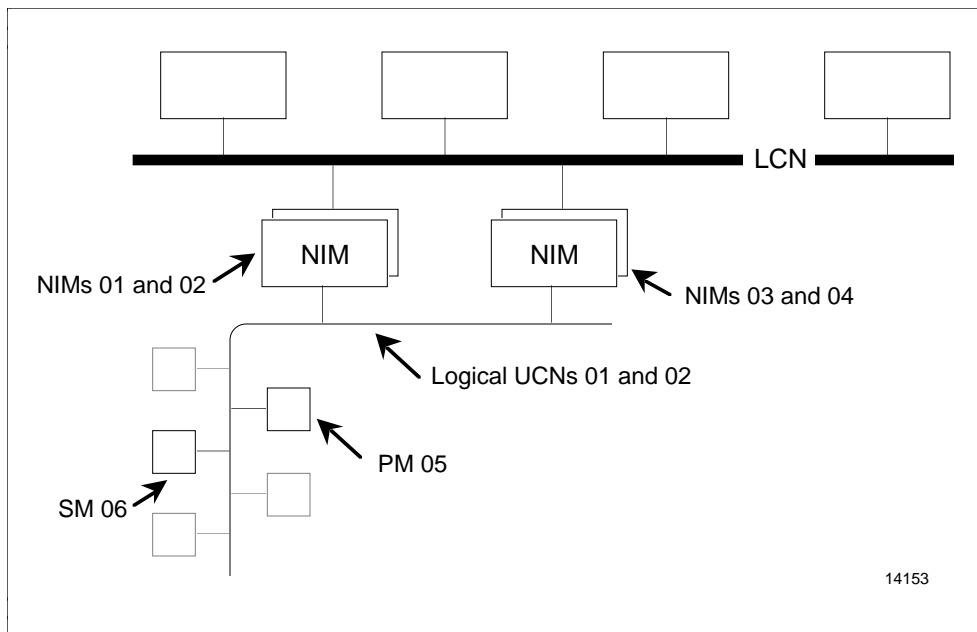 LCN
NIM
NIM
NIMs 01 and 02
NIMs 03 and 04
Logical UCNs 01 and 02
PM 05
SM 06
14153